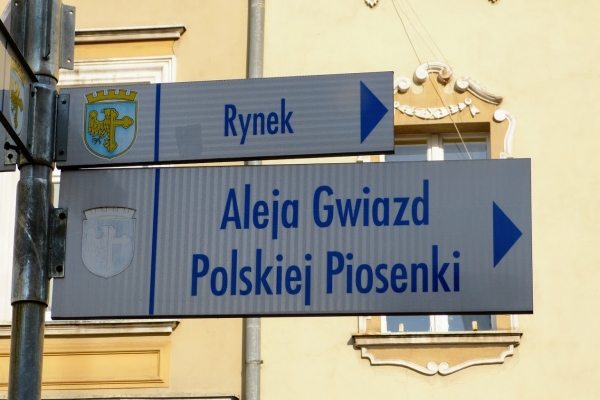 Rynek
Aleja Gwiazd
Polskiej Piosenki